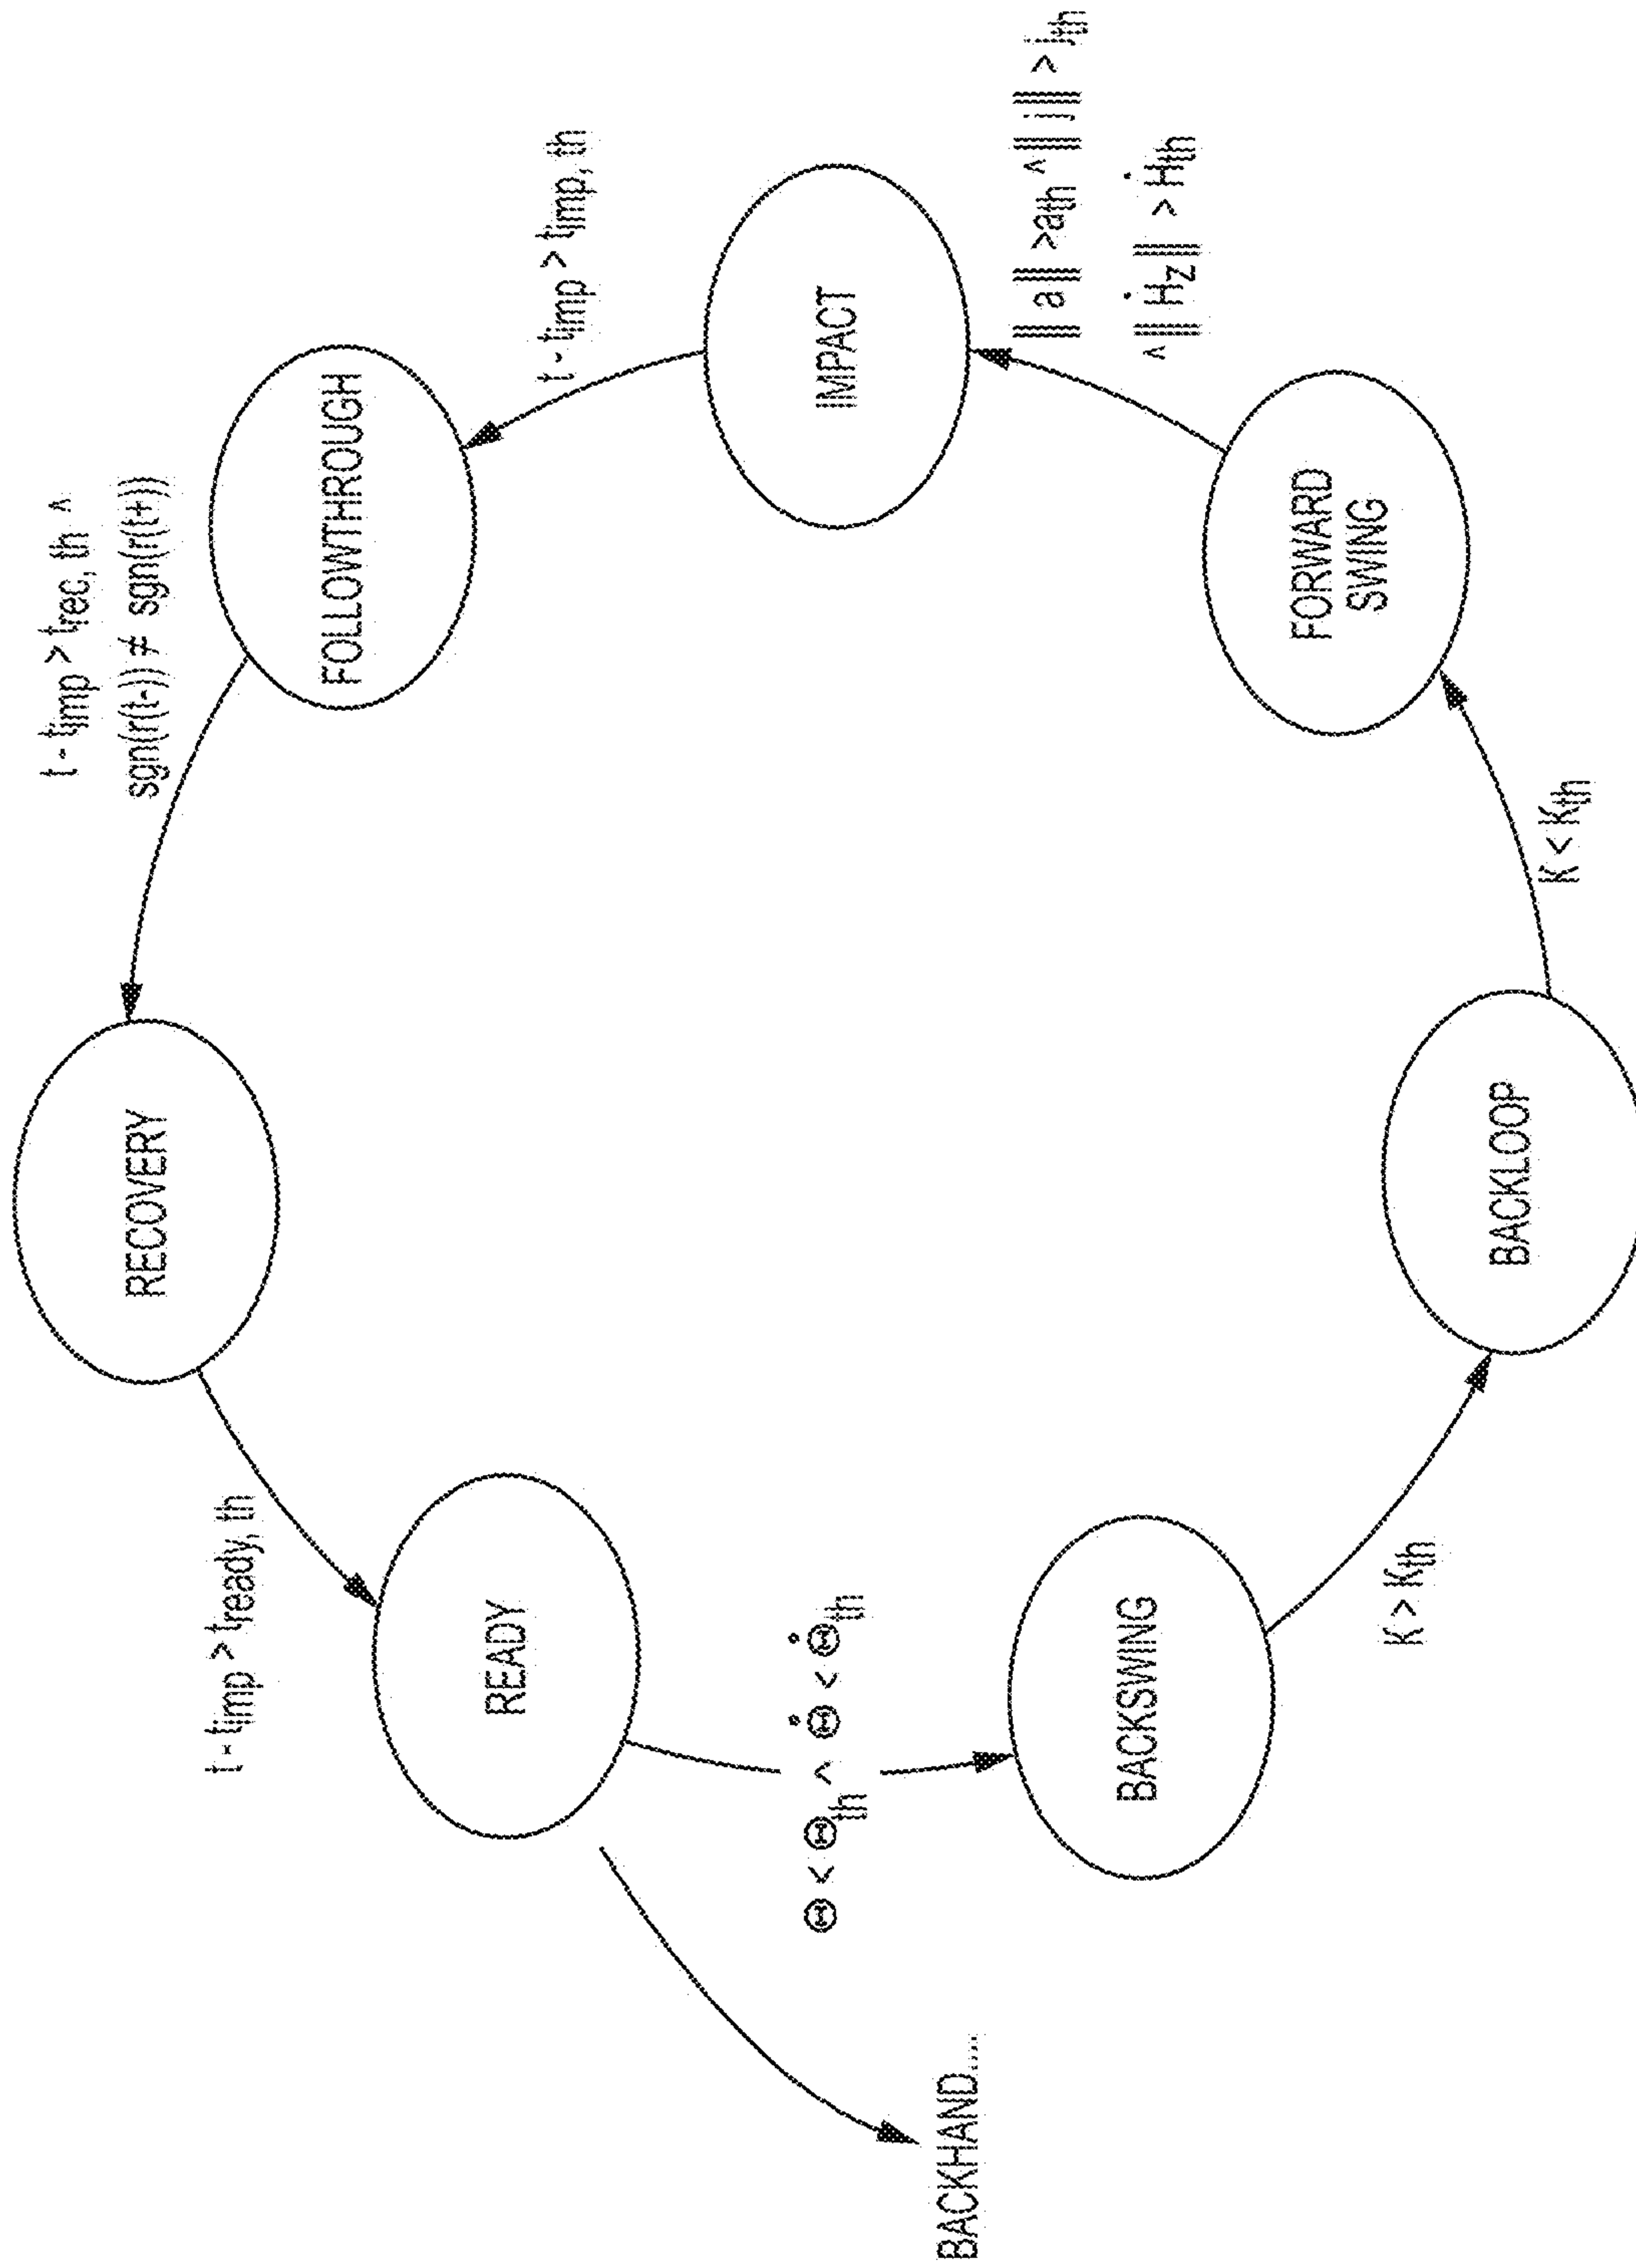 t - timp > trec, th ^
sgn(r(t-)) ≠ sgn(r(t+))
RECOVERY
FOLLOWTHROUGH
t - timp > tready, th
t - timp > timp, th
READY
IMPACT
Θ < Θth ^ Θ̇ < Θ̇th
|| a || >ath ^ || j || > jth
^ || Ḣz || > Ḣth
BACKHAND....
BACKSWING
FORWARD
SWING
K > Kth
K < Kth
BACKLOOP